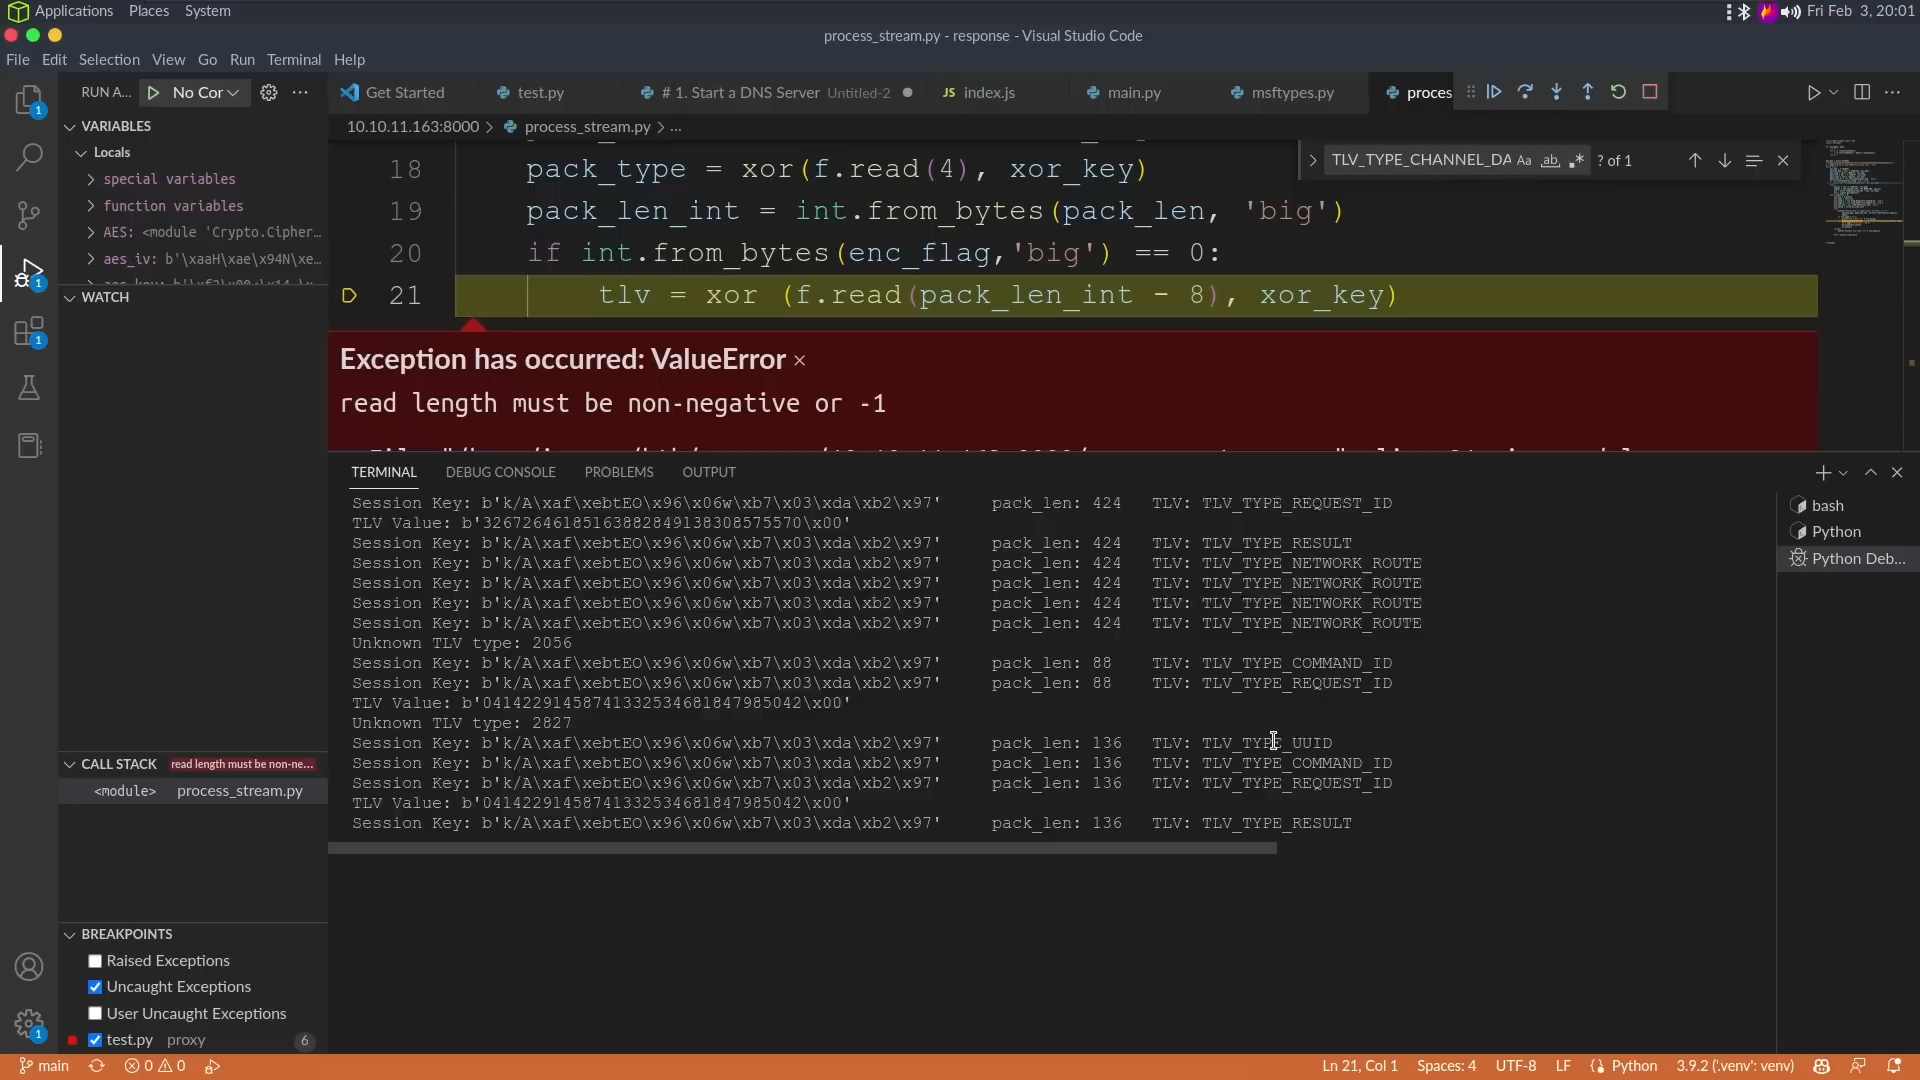 Applications Places System
Fri Feb 3, 20:01
process_stream.py - response - Visual Studio Code
File Edit Selection View Go Run Terminal Help
RUN A... No Cor
Get Started test.py # 1. Start a DNS Server Untitled-2 JS index.js main.py msftypes.py proces
VARIABLES
Locals
special variables
function variables
AES: <module 'Crypto.Cipher…
aes_iv: b'\xaaH\xae\x94N\xe…
WATCH
10.10.11.163:8000 > process_stream.py > ...
TLV_TYPE_CHANNEL_DA Aa ab .* ? of 1
18 pack_type = xor(f.read(4), xor_key)
19 pack_len_int = int.from_bytes(pack_len, 'big')
20 if int.from_bytes(enc_flag,'big') == 0:
21 tlv = xor (f.read(pack_len_int - 8), xor_key)
Exception has occurred: ValueError ×
read length must be non-negative or -1
TERMINAL DEBUG CONSOLE PROBLEMS OUTPUT
Session Key: b'k/A\xaf\xebtEO\x96\x06w\xb7\x03\xda\xb2\x97' pack_len: 424 TLV: TLV_TYPE_REQUEST_ID
TLV Value: b'32672646185163882849138308575570\x00'
Session Key: b'k/A\xaf\xebtEO\x96\x06w\xb7\x03\xda\xb2\x97' pack_len: 424 TLV: TLV_TYPE_RESULT
Session Key: b'k/A\xaf\xebtEO\x96\x06w\xb7\x03\xda\xb2\x97' pack_len: 424 TLV: TLV_TYPE_NETWORK_ROUTE
Session Key: b'k/A\xaf\xebtEO\x96\x06w\xb7\x03\xda\xb2\x97' pack_len: 424 TLV: TLV_TYPE_NETWORK_ROUTE
Session Key: b'k/A\xaf\xebtEO\x96\x06w\xb7\x03\xda\xb2\x97' pack_len: 424 TLV: TLV_TYPE_NETWORK_ROUTE
Session Key: b'k/A\xaf\xebtEO\x96\x06w\xb7\x03\xda\xb2\x97' pack_len: 424 TLV: TLV_TYPE_NETWORK_ROUTE
Unknown TLV type: 2056
Session Key: b'k/A\xaf\xebtEO\x96\x06w\xb7\x03\xda\xb2\x97' pack_len: 88 TLV: TLV_TYPE_COMMAND_ID
Session Key: b'k/A\xaf\xebtEO\x96\x06w\xb7\x03\xda\xb2\x97' pack_len: 88 TLV: TLV_TYPE_REQUEST_ID
TLV Value: b'04142291458741332534681847985042\x00'
Unknown TLV type: 2827
Session Key: b'k/A\xaf\xebtEO\x96\x06w\xb7\x03\xda\xb2\x97' pack_len: 136 TLV: TLV_TYPE_UUID
Session Key: b'k/A\xaf\xebtEO\x96\x06w\xb7\x03\xda\xb2\x97' pack_len: 136 TLV: TLV_TYPE_COMMAND_ID
Session Key: b'k/A\xaf\xebtEO\x96\x06w\xb7\x03\xda\xb2\x97' pack_len: 136 TLV: TLV_TYPE_REQUEST_ID
TLV Value: b'04142291458741332534681847985042\x00'
Session Key: b'k/A\xaf\xebtEO\x96\x06w\xb7\x03\xda\xb2\x97' pack_len: 136 TLV: TLV_TYPE_RESULT
bash
Python
Python Deb...
CALL STACK read length must be non-ne...
<module> process_stream.py
BREAKPOINTS
Raised Exceptions
Uncaught Exceptions
User Uncaught Exceptions
test.py proxy 6
main 0 0 Ln 21, Col 1 Spaces: 4 UTF-8 LF Python 3.9.2 ('.venv': venv)